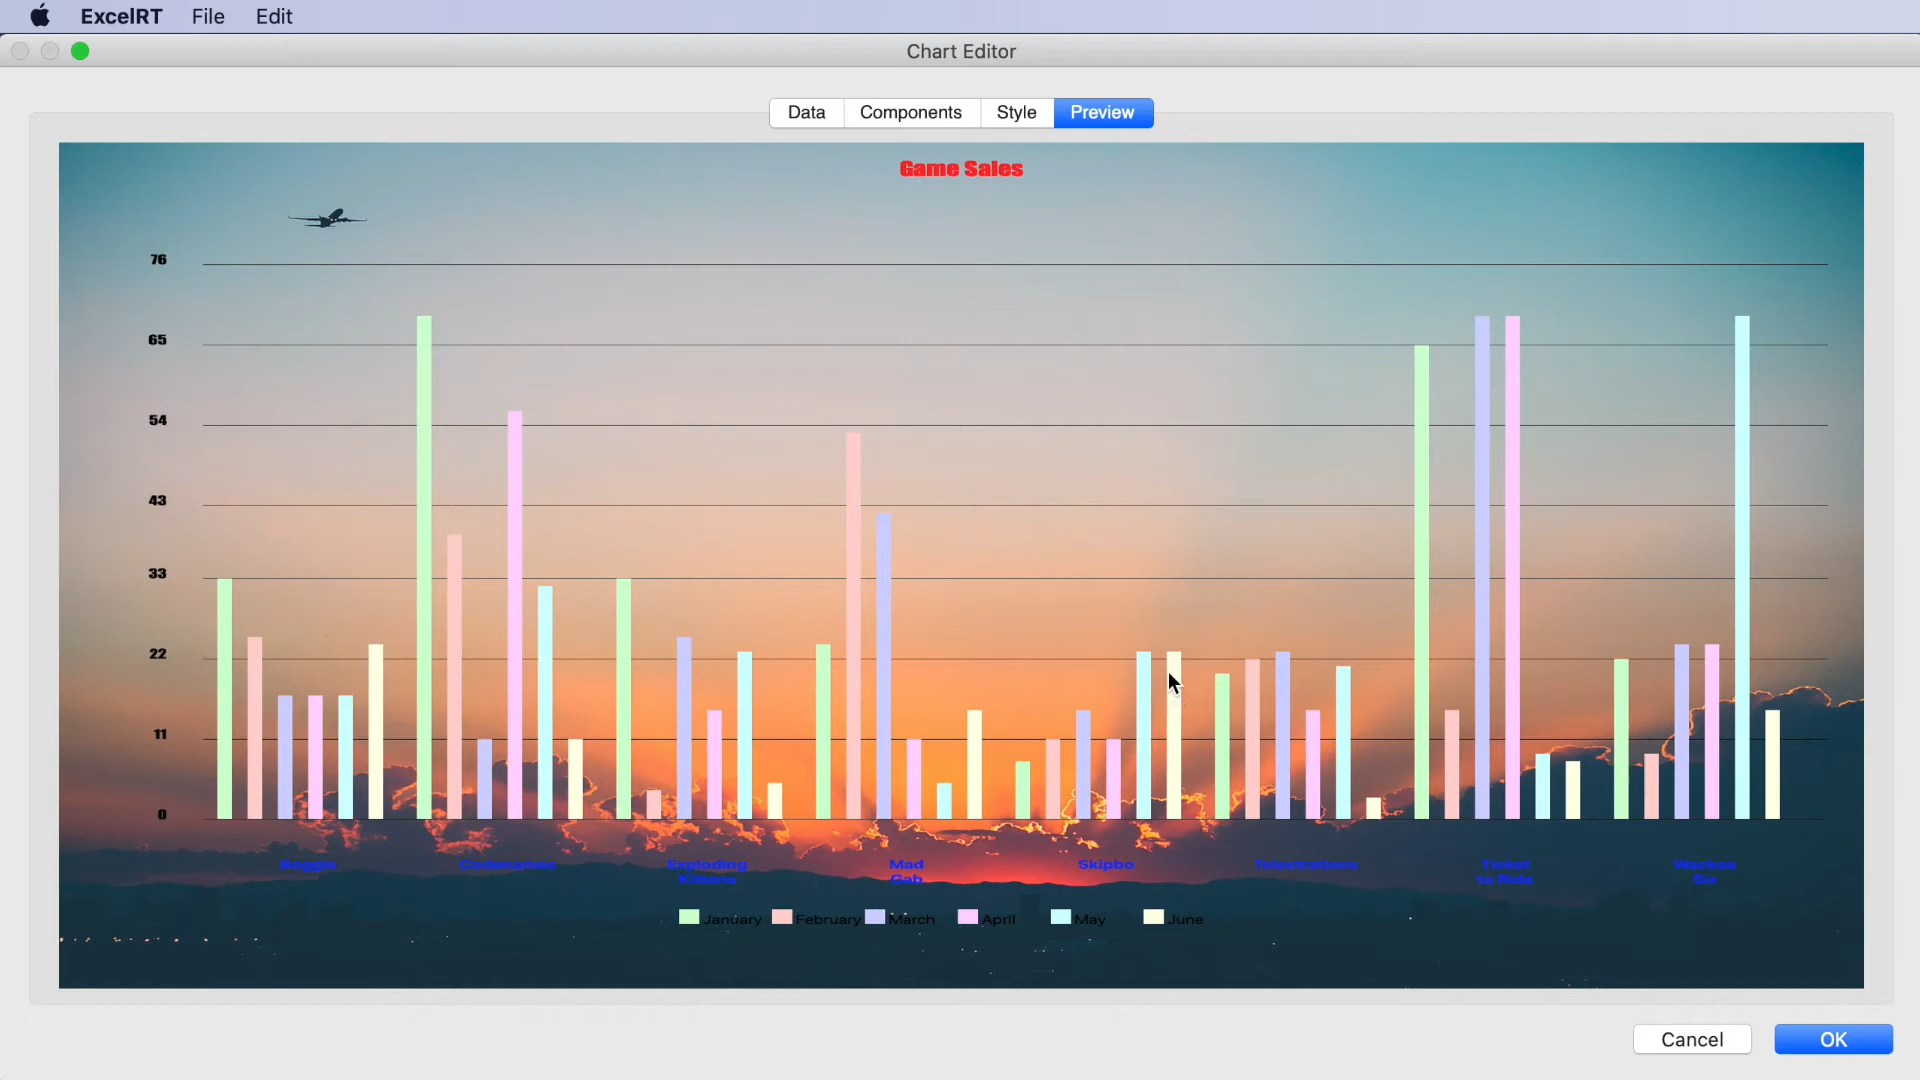 ExcelRT File Edit
Chart Editor
Data Components Style Preview
Game Sales
76
65
54
43
33
22
11
0
Boggle Codenames Exploding Mad Skipbo Telestrations Ticket Wackee
Kittens Gab to Ride Six
January February March April May June
Cancel OK